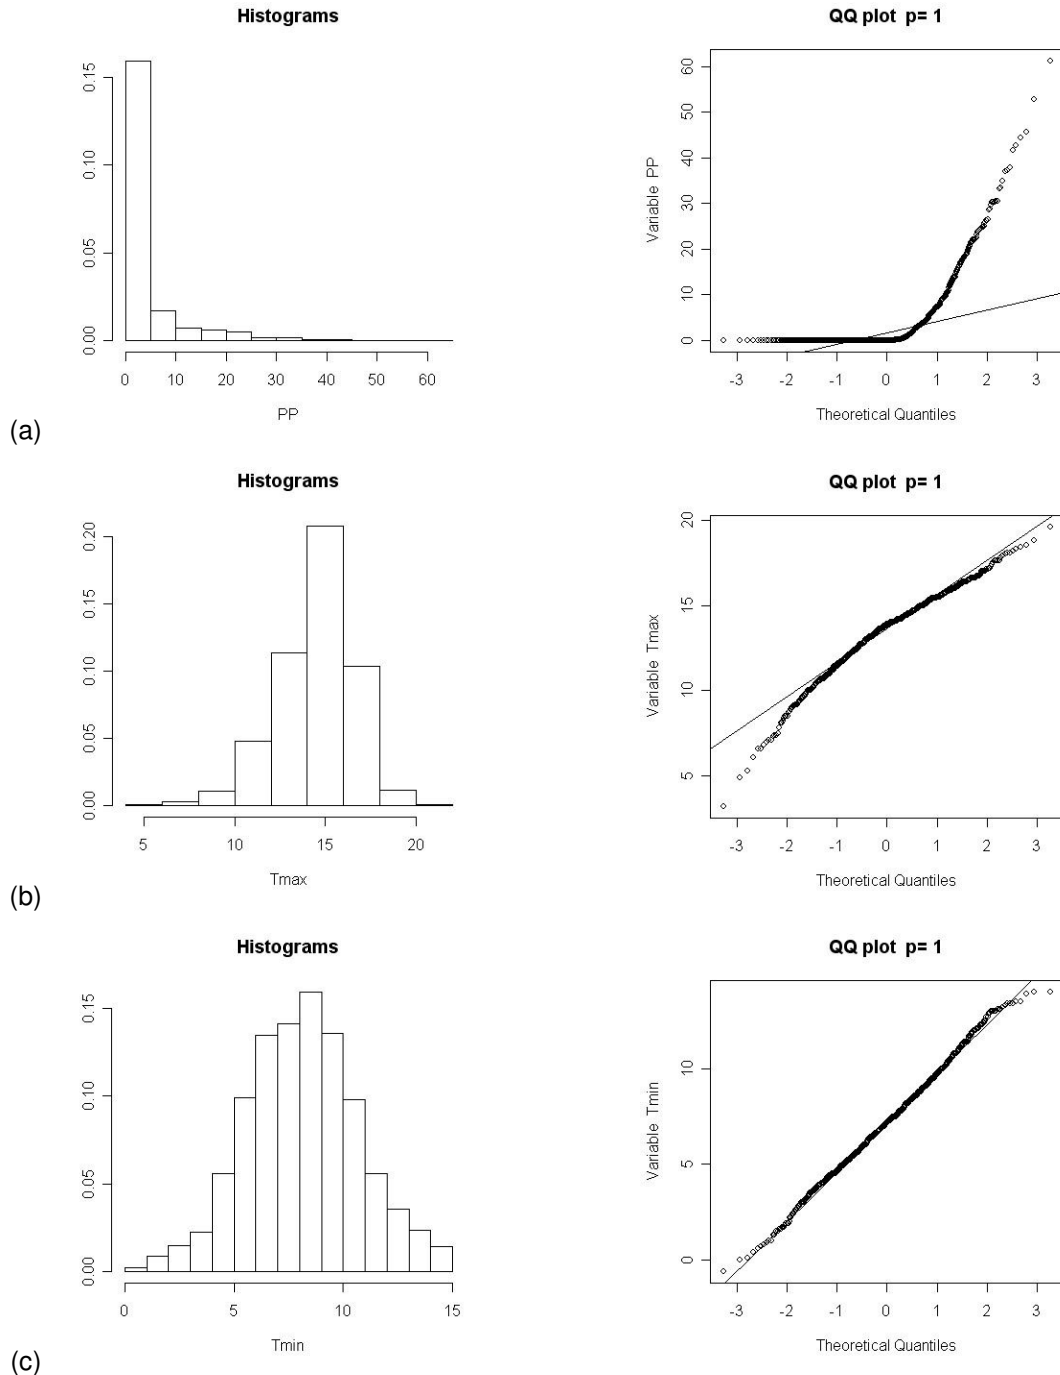 Histograms
0.00 0.05 0.10 0.15
0 10 20 30 40 50 60
PP
QQ plot p= 1
Variable PP
0 10 20 30 40 50 60
-3 -2 -1 0 1 2 3
Theoretical Quantiles
(a)
Histograms
0.00 0.05 0.10 0.15 0.20
5 10 15 20
Tmax
QQ plot p= 1
Variable Tmax
5 10 15 20
-3 -2 -1 0 1 2 3
Theoretical Quantiles
(b)
Histograms
0.00 0.05 0.10 0.15
0 5 10 15
Tmin
QQ plot p= 1
Variable Tmin
0 5 10
-3 -2 -1 0 1 2 3
Theoretical Quantiles
(c)